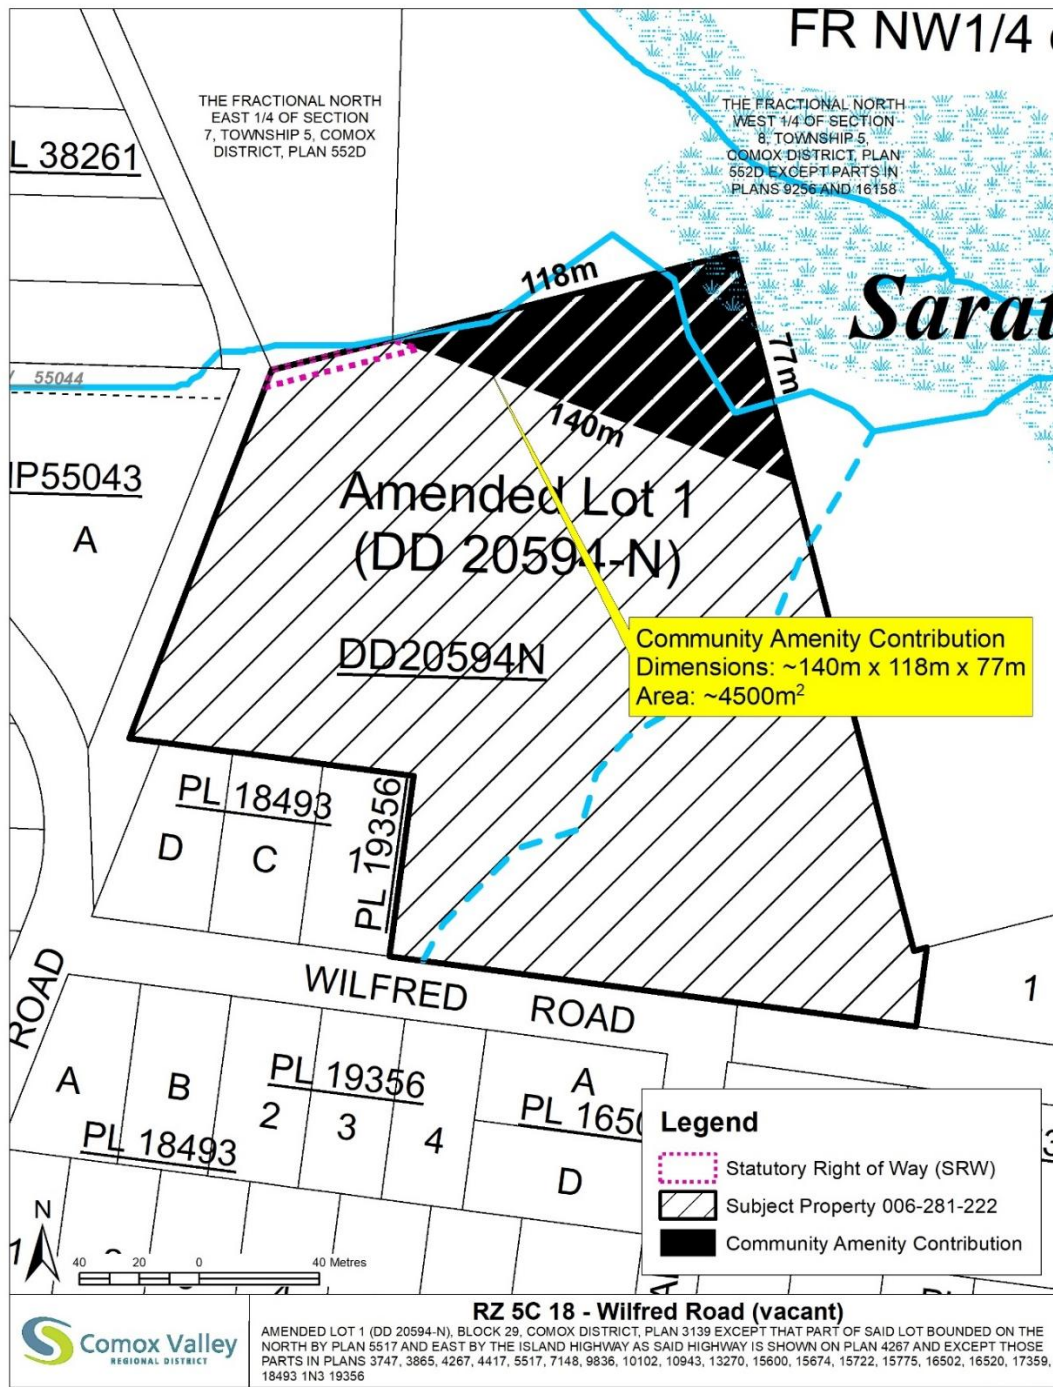 FR NW1/4
THE FRACTIONAL NORTH
EAST 1/4 OF SECTION
7, TOWNSHIP 5, COMOX
DISTRICT, PLAN 552D
THE FRACTIONAL NORTH
WEST 1/4 OF SECTION
8, TOWNSHIP 5,
COMOX DISTRICT, PLAN
552D EXCEPT PARTS IN
PLANS 9256 AND 16158
L 38261
118m
Sarat
77m
55044
140m
IP55043
A
Amended Lot 1
(DD 20594-N)
DD20594N
Community Amenity Contribution
Dimensions: ~140m x 118m x 77m
Area: ~4500m²
PL 18493
D
C
1
PL 19356
WILFRED ROAD
ROAD
1
A
B
PL 19356
2
3
4
PL 18493
A
PL 1650
D
Legend
Statutory Right of Way (SRW)
Subject Property 006-281-222
Community Amenity Contribution
3
N
1
40 20 0 40 Metres
Comox Valley
REGIONAL DISTRICT
RZ 5C 18 - Wilfred Road (vacant)
AMENDED LOT 1 (DD 20594-N), BLOCK 29, COMOX DISTRICT, PLAN 3139 EXCEPT THAT PART OF SAID LOT BOUNDED ON THE
NORTH BY PLAN 5517 AND EAST BY THE ISLAND HIGHWAY AS SAID HIGHWAY IS SHOWN ON PLAN 4267 AND EXCEPT THOSE
PARTS IN PLANS 3747, 3865, 4267, 4417, 5517, 7148, 9836, 10102, 10943, 13270, 15600, 15674, 15722, 15775, 16502, 16520, 17359,
18493 1N3 19356